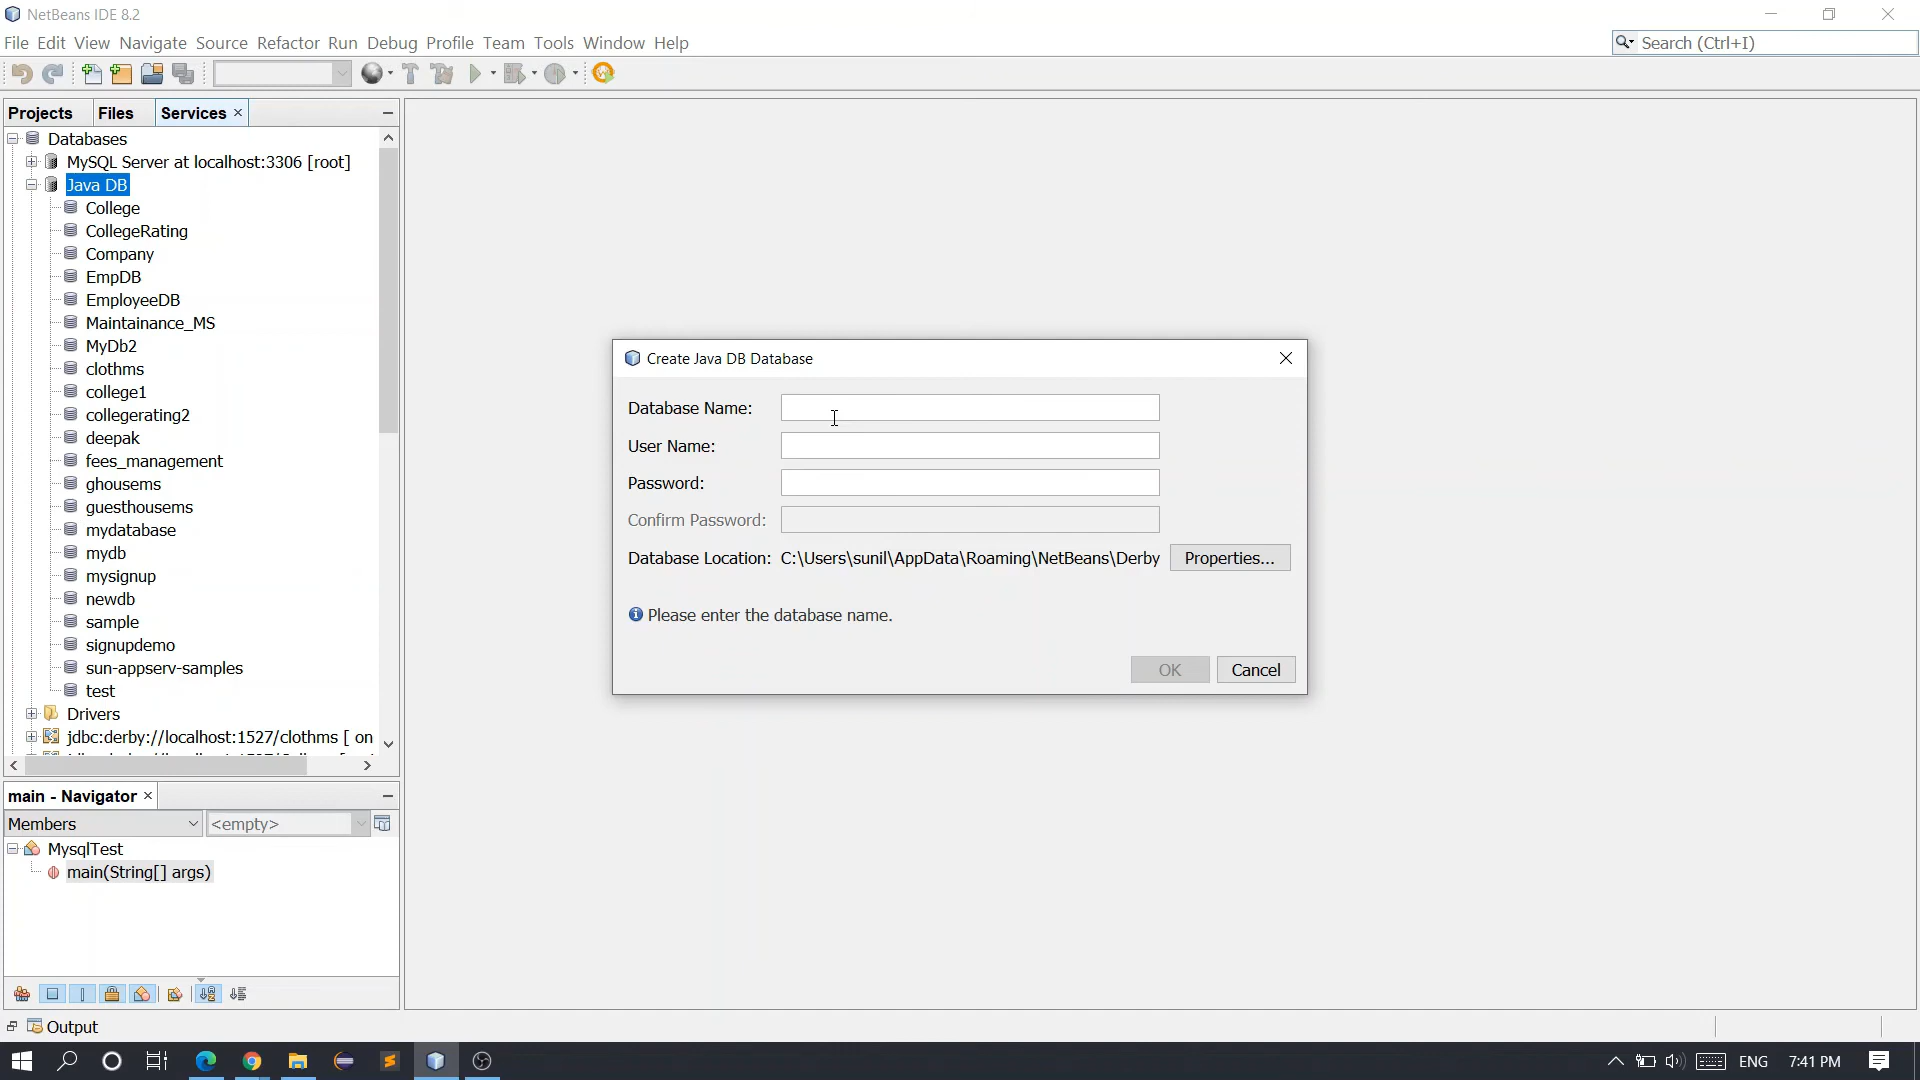 NetBeans IDE 8.2
File Edit View Navigate Source Refactor Run Debug Profile Team Tools Window Help
Search (Ctrl+I)
Projects Files Services
Databases
MySQL Server at localhost:3306 [root]
Java DB
College
CollegeRating
Company
EmpDB
EmployeeDB
Maintainance_MS
MyDb2
clothms
college1
collegerating2
deepak
fees_management
ghousems
guesthousems
mydatabase
mydb
mysignup
newdb
sample
signupdemo
sun-appserv-samples
test
Drivers
jdbc:derby://localhost:1527/clothms [ on
Create Java DB Database
Database Name:
User Name:
Password:
Confirm Password:
Database Location: C:\Users\sunil\AppData\Roaming\NetBeans\Derby Properties...
Please enter the database name.
OK Cancel
main - Navigator
Members <empty>
MysqlTest
main(String[] args)
Output
ENG 7:41 PM